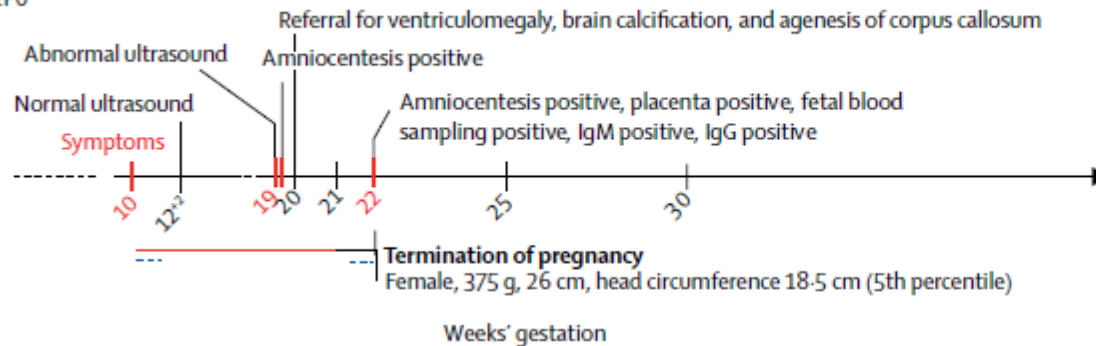 Referral for ventriculomegaly, brain calcification, and agenesis of corpus callosum
Abnormal ultrasound
Amniocentesis positive
Normal ultrasound
Amniocentesis positive, placenta positive, fetal blood
sampling positive, IgM positive, IgG positive
Symptoms
10
12⁺²
19
20
21
22
25
30
Termination of pregnancy
Female, 375 g, 26 cm, head circumference 18·5 cm (5th percentile)
Weeks' gestation